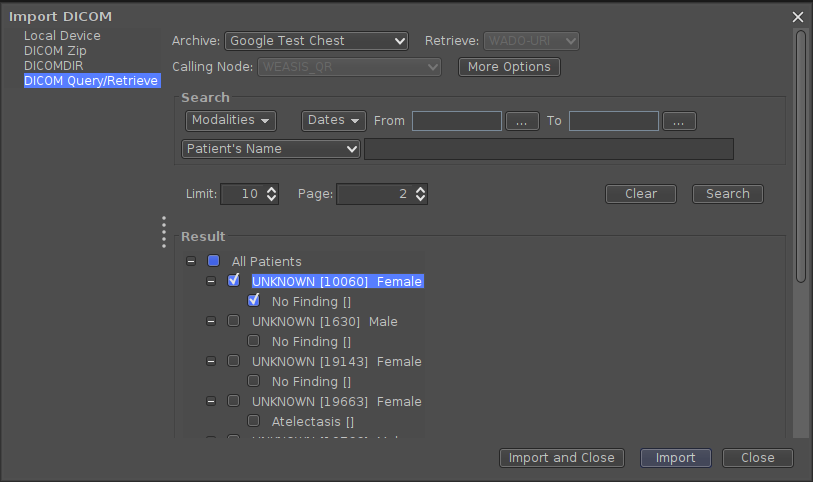 Import DICOM
Local Device
DICOM Zip
DICOMDIR
DICOM Query/Retrieve
Archive: Google Test Chest Retrieve: WADO-URI
Calling Node: WEASIS_QR More Options
Search
Modalities Dates From ... To ...
Patient's Name
Limit: 10 Page: 2 Clear Search
Result
All Patients
UNKNOWN [10060] Female
No Finding []
UNKNOWN [1630] Male
No Finding []
UNKNOWN [19143] Female
No Finding []
UNKNOWN [19663] Female
Atelectasis []
Import and Close Import Close